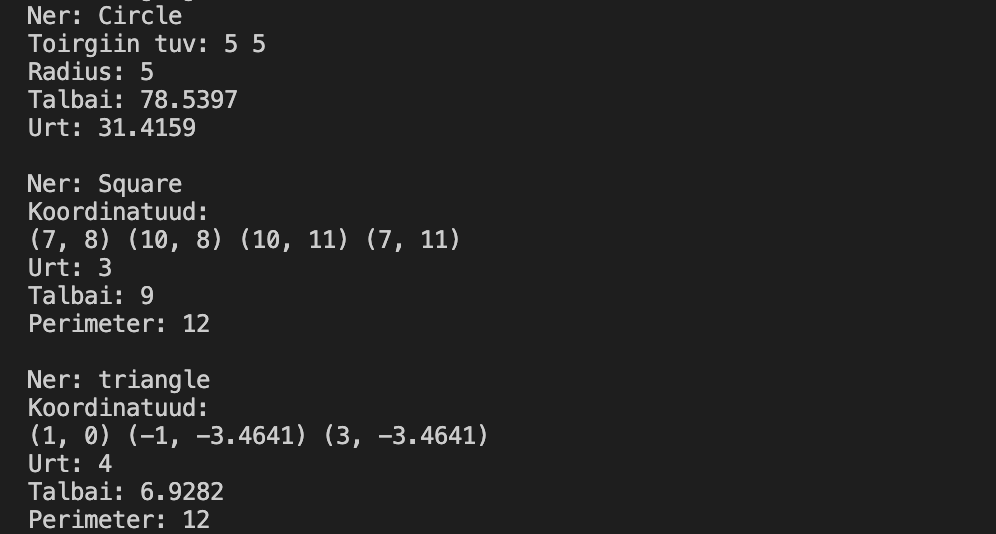 Ner: Circle
Toirgiin tuv: 5 5
Radius: 5
Talbai: 78.5397
Urt: 31.4159
Ner: Square
Koordinatuud:
(7, 8) (10, 8) (10, 11) (7, 11)
Urt: 3
Talbai: 9
Perimeter: 12
Ner: triangle
Koordinatuud:
(1, 0) (-1, -3.4641) (3, -3.4641)
Urt: 4
Talbai: 6.9282
Perimeter: 12